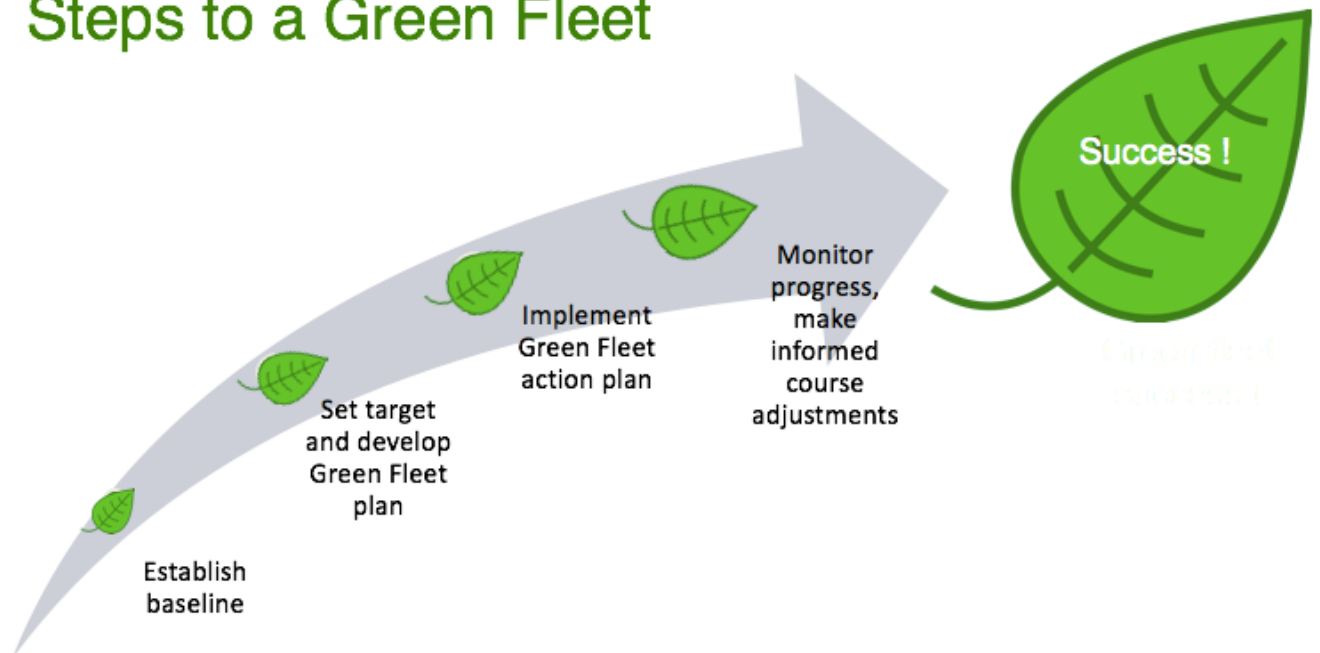 Steps to a Green Fleet
Success !
Monitor
progress,
make
informed
course
adjustments
Implement
Green Fleet
action plan
Set target
and develop
Green Fleet
plan
Establish
baseline